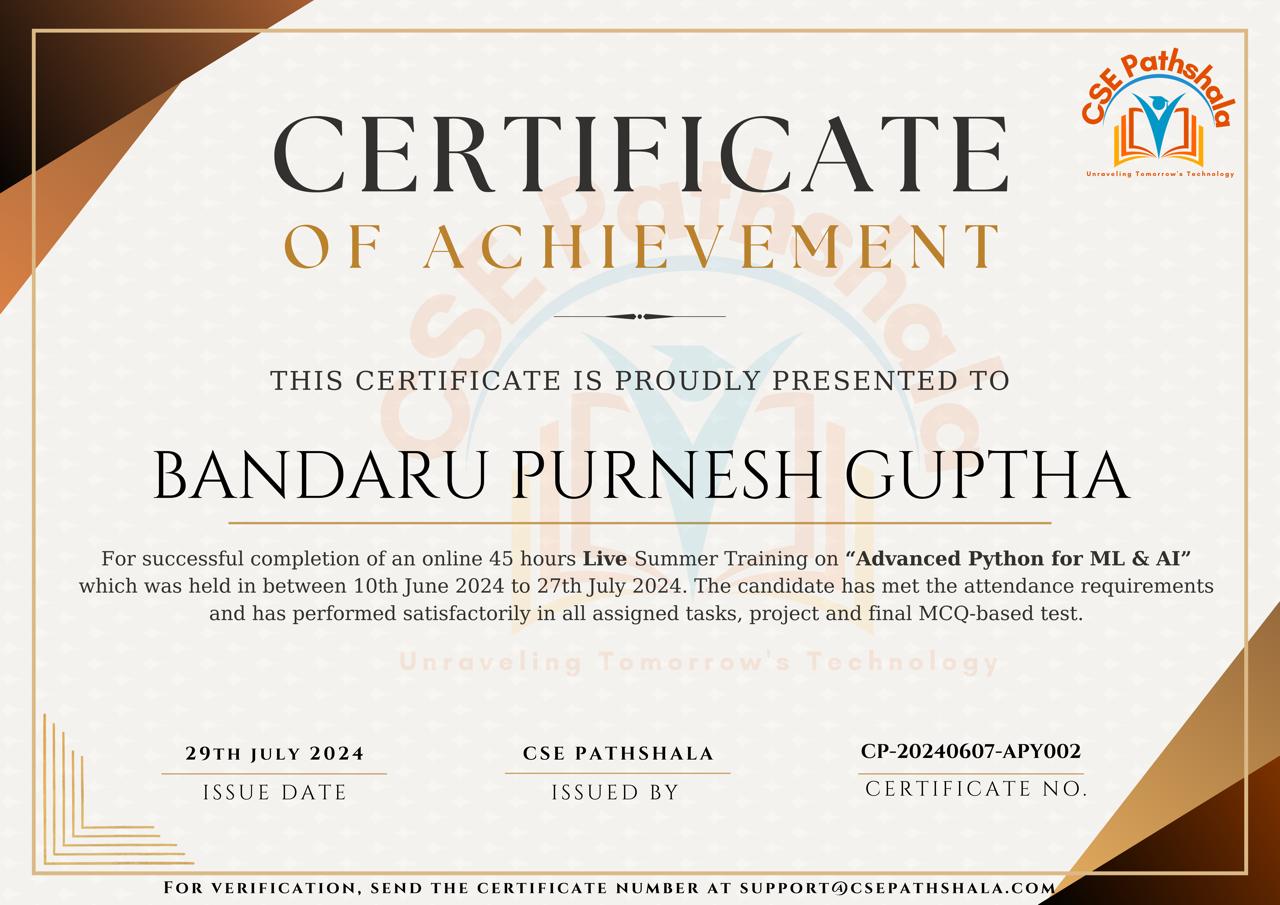 CSE Pathshala
Unraveling Tomorrow's Technology
CERTIFICATE
OF ACHIEVEMENT
THIS CERTIFICATE IS PROUDLY PRESENTED TO
BANDARU PURNESH GUPTHA
For successful completion of an online 45 hours Live Summer Training on “Advanced Python for ML & AI”
which was held in between 10th June 2024 to 27th July 2024. The candidate has met the attendance requirements
and has performed satisfactorily in all assigned tasks, project and final MCQ-based test.
CSE Pathshala
Unraveling Tomorrow's Technology
29TH JULY 2024
ISSUE DATE
CSE PATHSHALA
ISSUED BY
CP-20240607-APY002
CERTIFICATE NO.
FOR VERIFICATION, SEND THE CERTIFICATE NUMBER AT SUPPORT@CSEPATHSHALA.COM